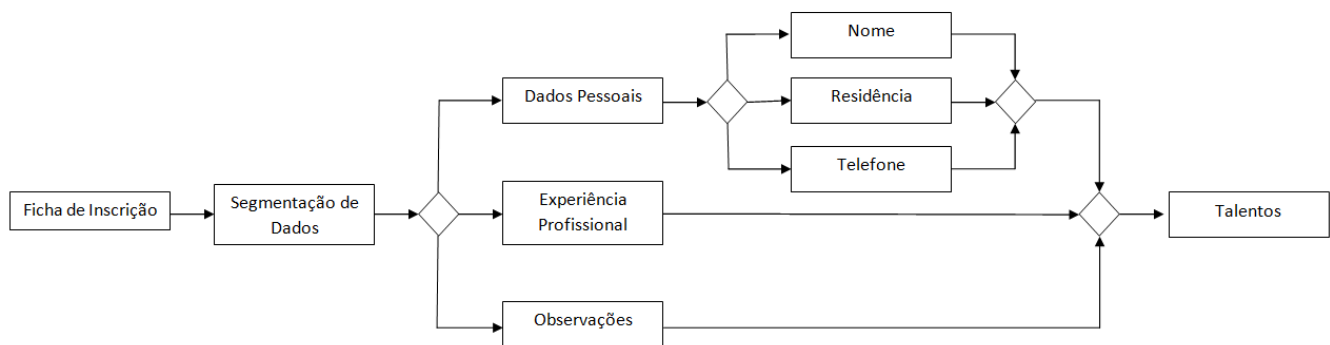 Nome
Dados Pessoais
Residência
Telefone
Ficha de Inscrição
Segmentação de
Dados
Experiência
Profissional
Talentos
Observações